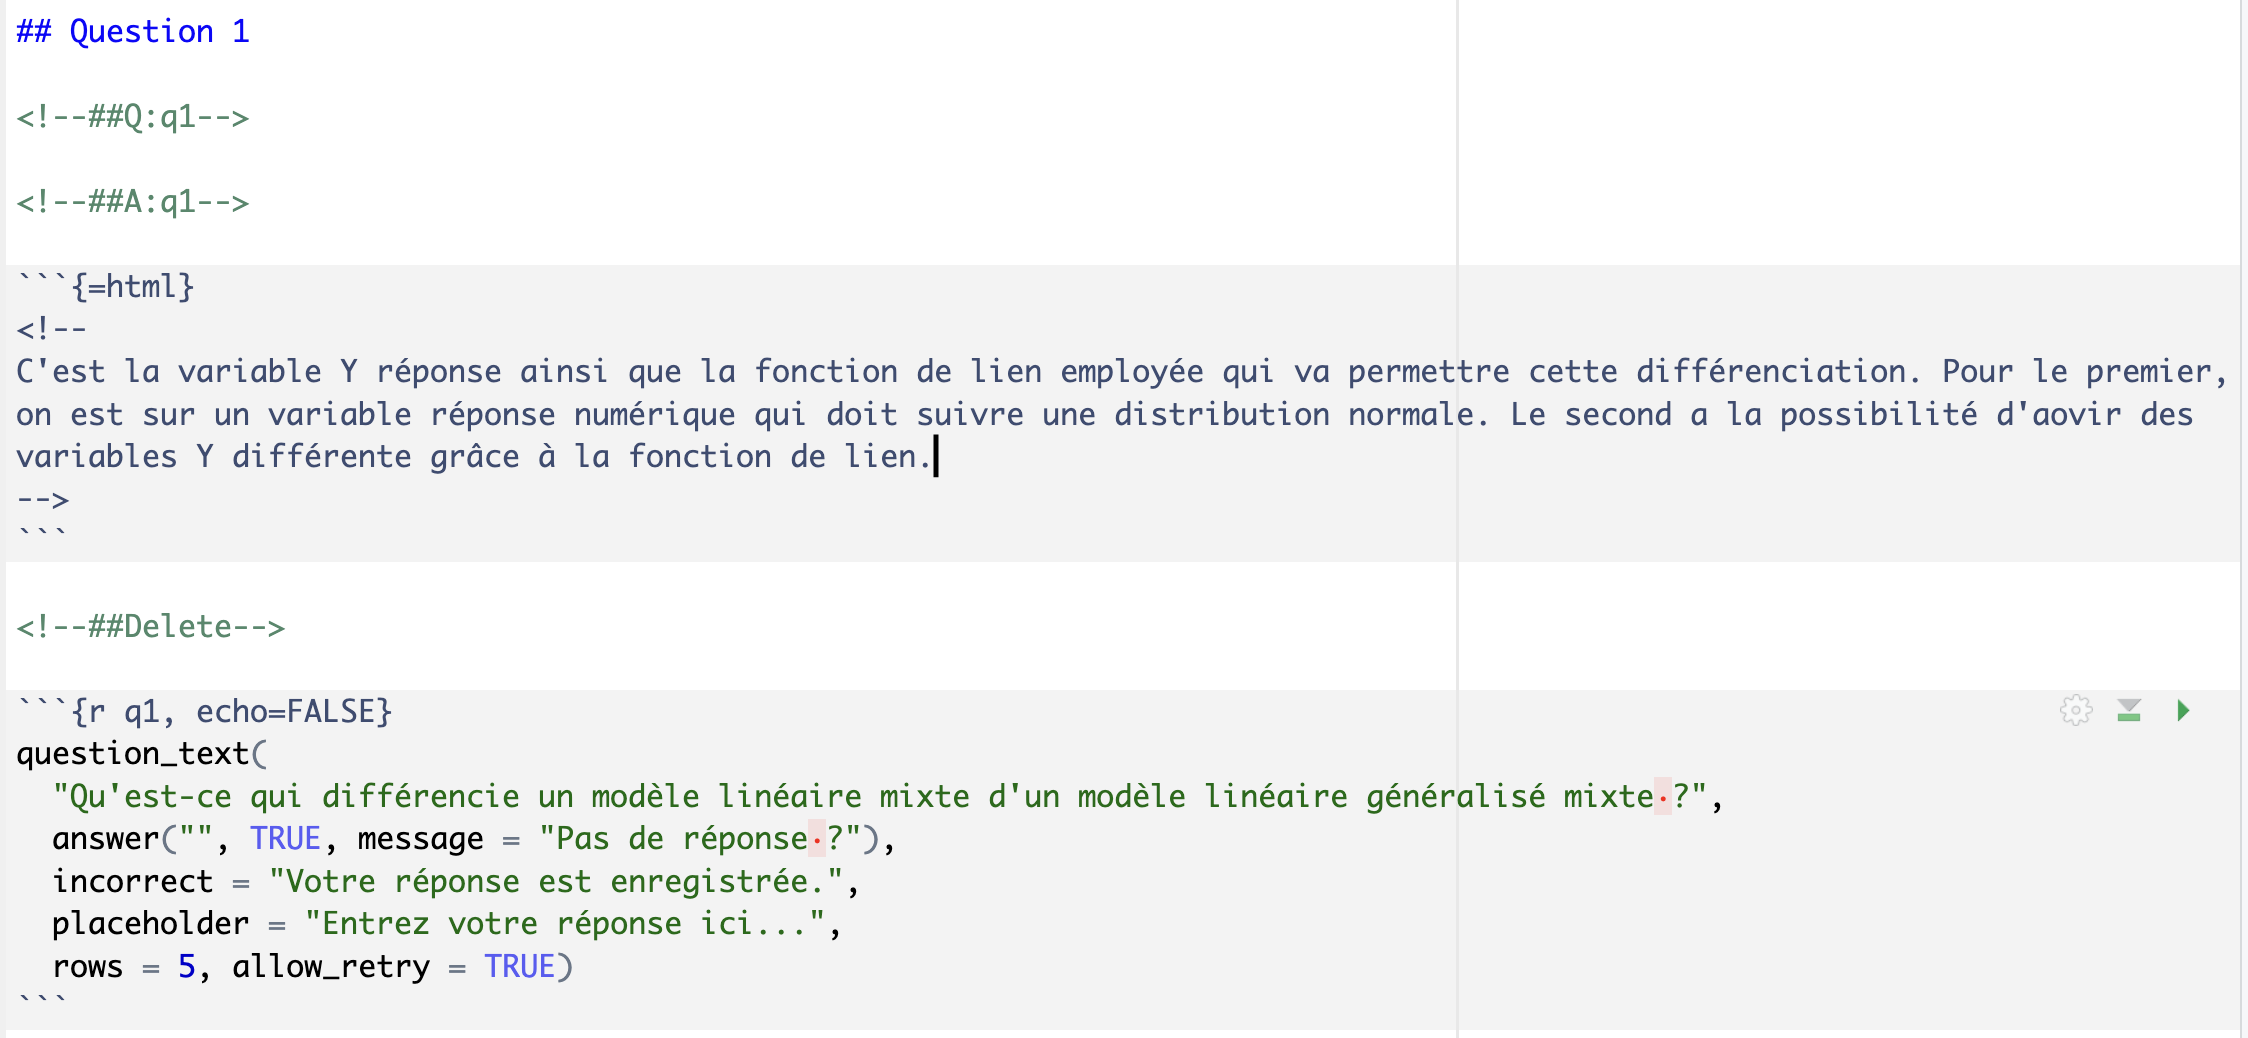 ## Question 1
<!--##Q:q1-->
<!--##A:q1-->
```{=html}
<!--
C'est la variable Y réponse ainsi que la fonction de lien employée qui va permettre cette différenciation. Pour le premier,
on est sur un variable réponse numérique qui doit suivre une distribution normale. Le second a la possibilité d'aovir des
variables Y différente grâce à la fonction de lien.
-->
```
<!--##Delete-->
```{r q1, echo=FALSE}
question_text(
  "Qu'est-ce qui différencie un modèle linéaire mixte d'un modèle linéaire généralisé mixte·?",
  answer("", TRUE, message = "Pas de réponse·?"),
  incorrect = "Votre réponse est enregistrée.",
  placeholder = "Entrez votre réponse ici...",
  rows = 5, allow_retry = TRUE)
```